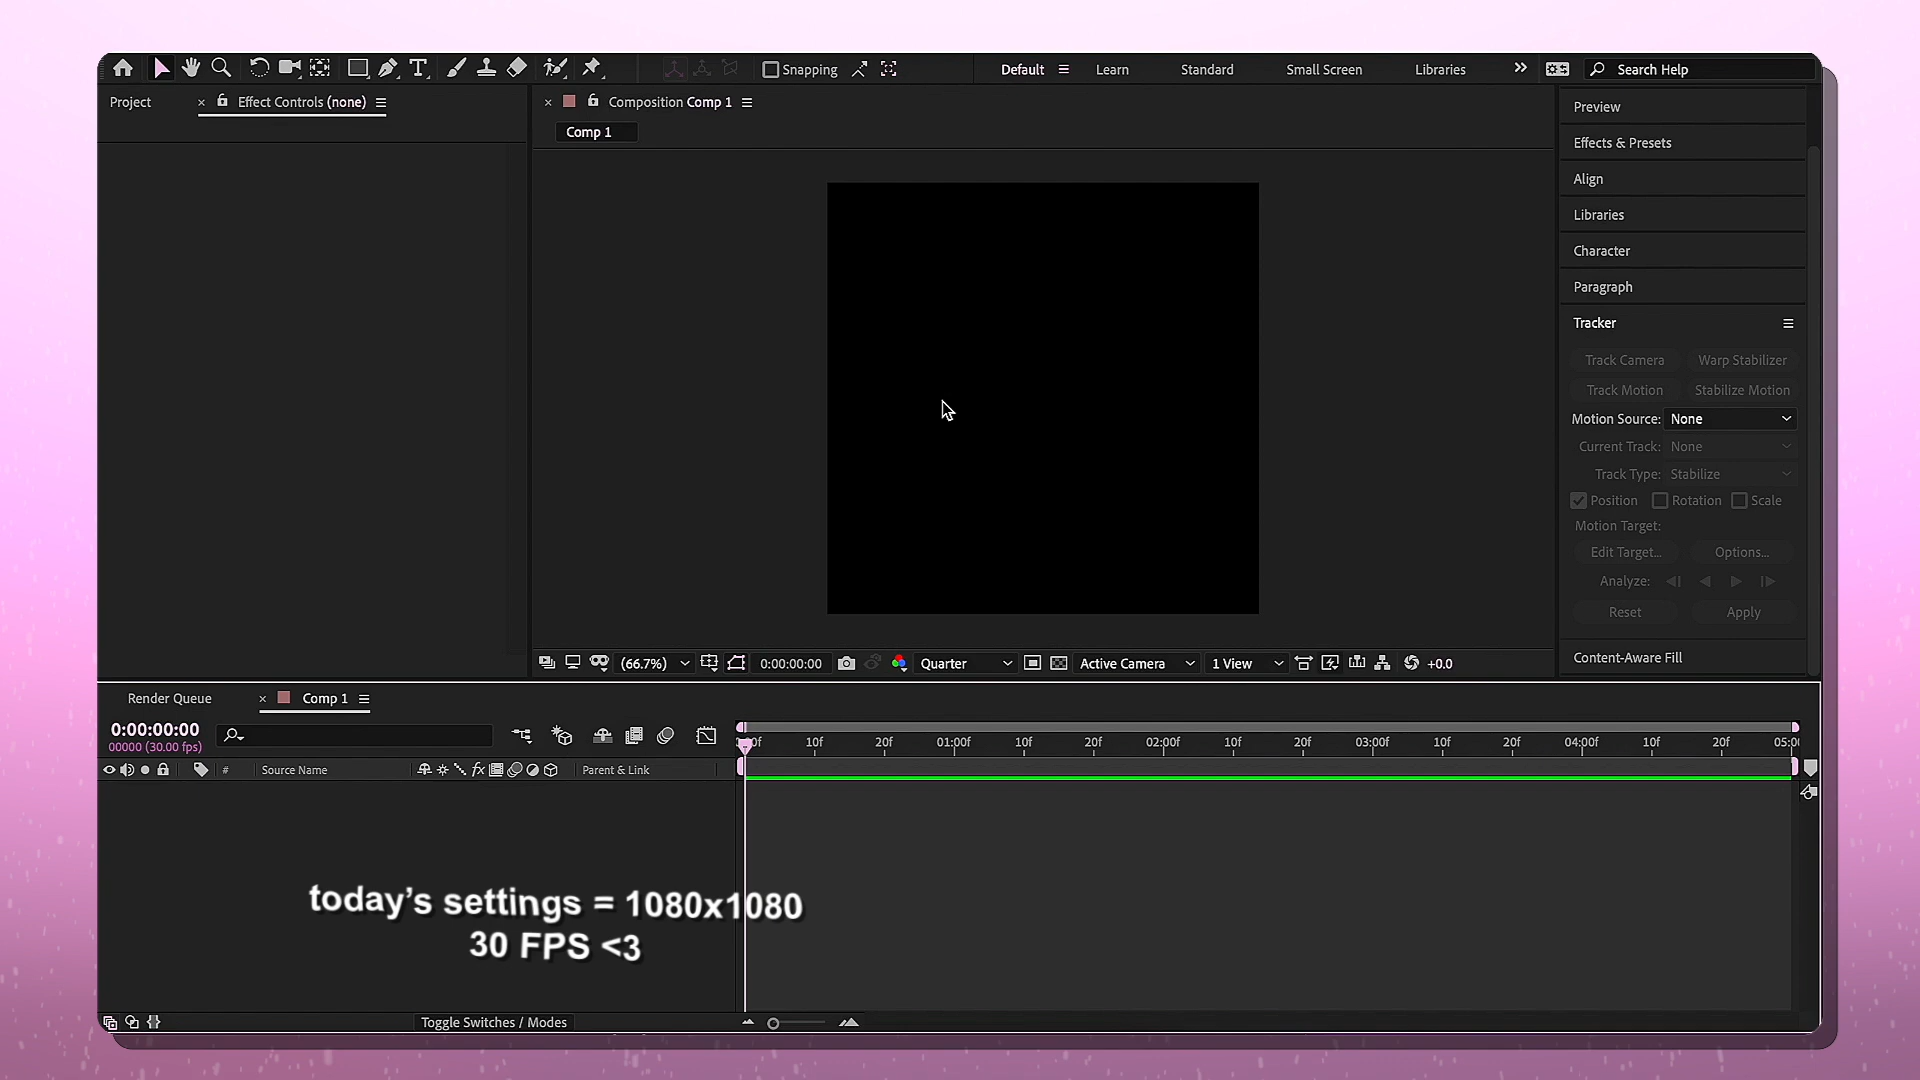 Snapping
Default
Learn
Standard
Small Screen
Libraries
Search Help
Project
Effect Controls (none)
Composition Comp 1
Comp 1
Preview
Effects & Presets
Align
Libraries
Character
Paragraph
Tracker
Track Camera
Warp Stabilizer
Track Motion
Stabilize Motion
Motion Source: None
Current Track: None
Track Type: Stabilize
Position
Rotation
Scale
Motion Target:
Edit Target...
Options...
Analyze:
Reset
Apply
Content-Aware Fill
(66.7%)
0:00:00:00
Quarter
Active Camera
1 View
+0.0
Render Queue
Comp 1
0:00:00:00
00000 (30.00 fps)
10f 20f 01:00f 10f 20f 02:00f 10f 20f 03:00f 10f 20f 04:00f 10f 20f
# Source Name
fx
Parent & Link
today's settings = 1080x1080
30 FPS <3
Toggle Switches / Modes